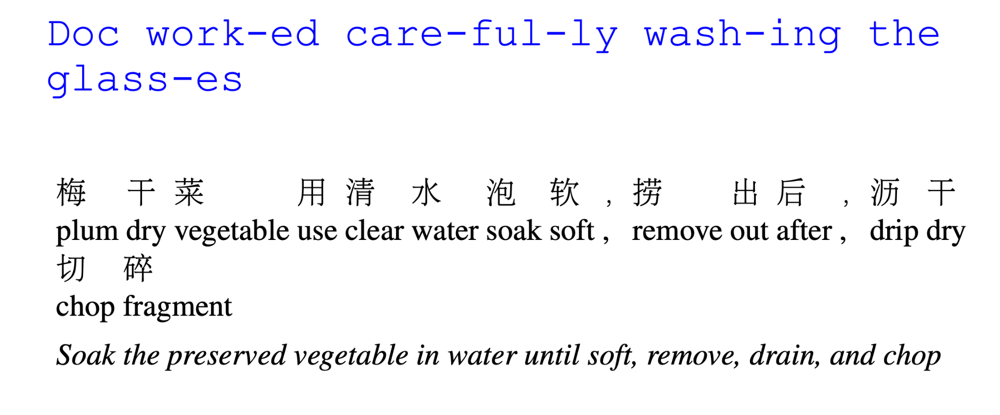 Doc work-ed care-ful-ly wash-ing the
glass-es
梅 干 菜 用 清 水 泡 软 , 捞 出 后 , 沥 干
plum dry vegetable use clear water soak soft , remove out after , drip dry
切 碎
chop fragment
Soak the preserved vegetable in water until soft, remove, drain, and chop